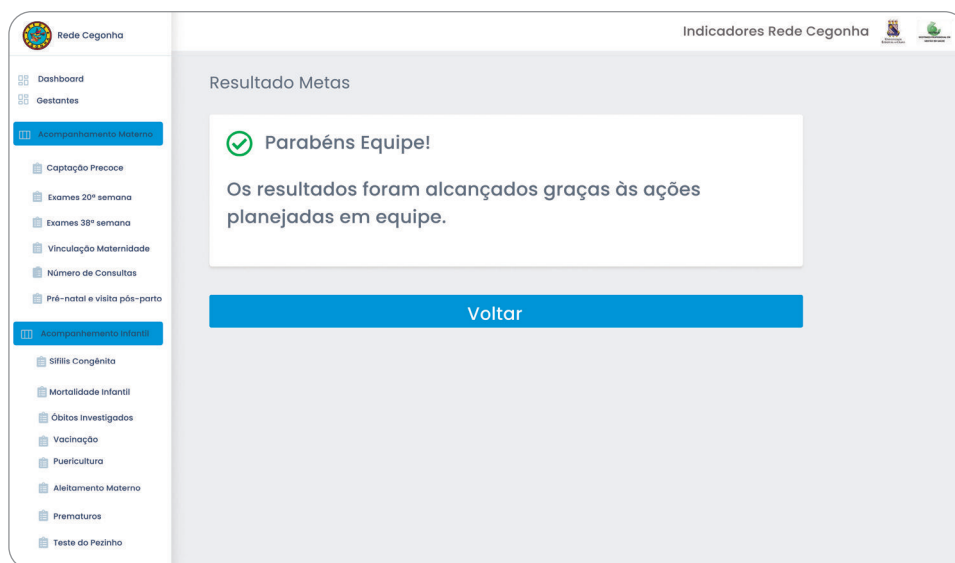 Rede Cegonha
Indicadores Rede Cegonha
Dashboard
Gestantes
Acompanhamento Materno
Captação Precoce
Exames 20ª semana
Exames 38ª semana
Vinculação Maternidade
Número de Consultas
Pré-natal e visita pós-parto
Acompanhemento Infantil
Sífilis Congênita
Mortalidade Infantil
Óbitos Investigados
Vacinação
Puericultura
Aleitamento Materno
Prematuros
Teste do Pezinho
Resultado Metas
Parabéns Equipe!
Os resultados foram alcançados graças às ações
planejadas em equipe.
Voltar